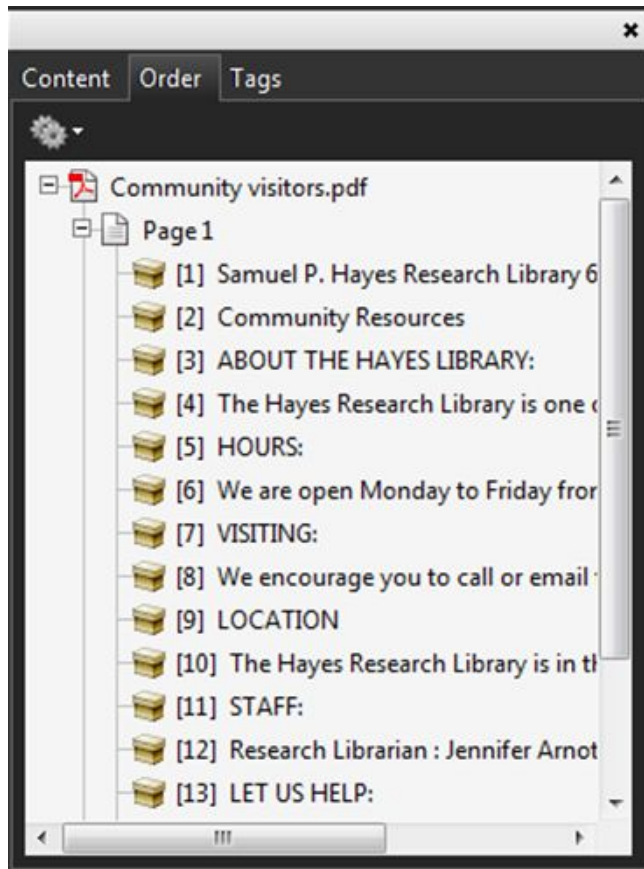 Content Order Tags
Community visitors.pdf
Page 1
[1] Samuel P. Hayes Research Library 6
[2] Community Resources
[3] ABOUT THE HAYES LIBRARY:
[4] The Hayes Research Library is one
[5] HOURS:
[6] We are open Monday to Friday from
[7] VISITING:
[8] We encourage you to call or email
[9] LOCATION
[10] The Hayes Research Library is in th
[11] STAFF:
[12] Research Librarian : Jennifer Arnot
[13] LET US HELP: